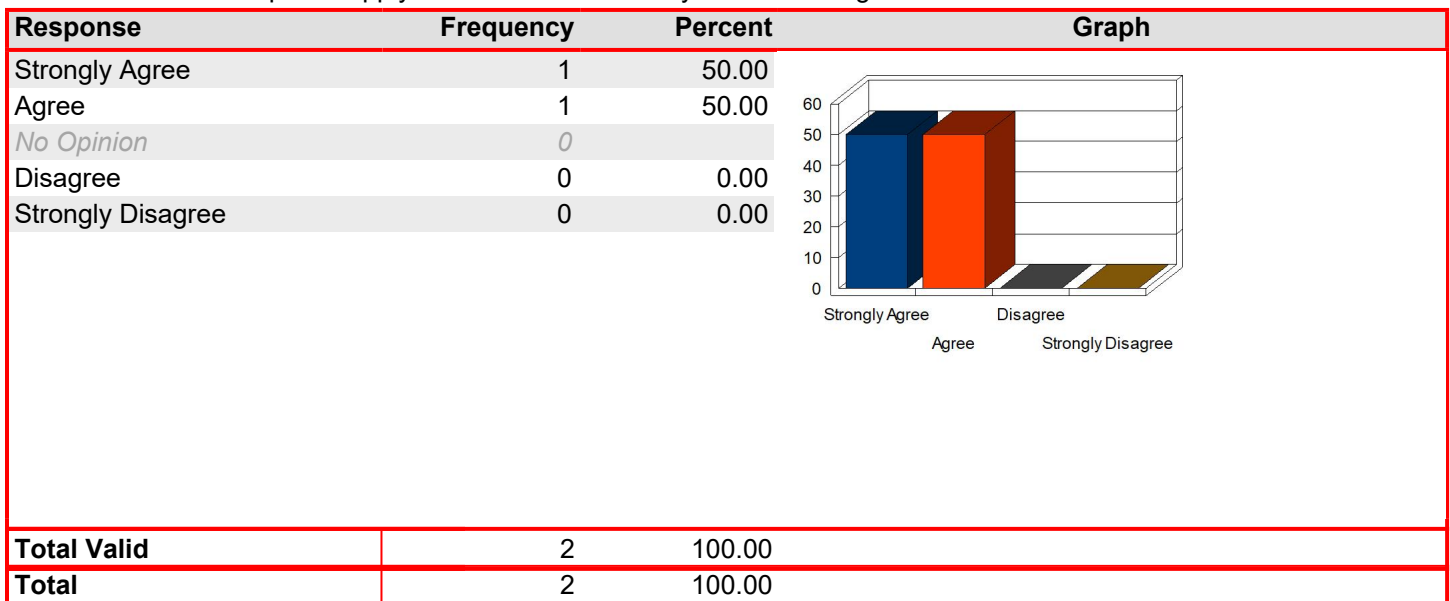 Response Frequency Percent Graph
Strongly Agree 1 50.00
Agree 1 50.00
No Opinion 0
Disagree 0 0.00
Strongly Disagree 0 0.00
60
50
40
30
20
10
0
Strongly Agree Disagree
Agree Strongly Disagree
Total Valid 2 100.00
Total 2 100.00